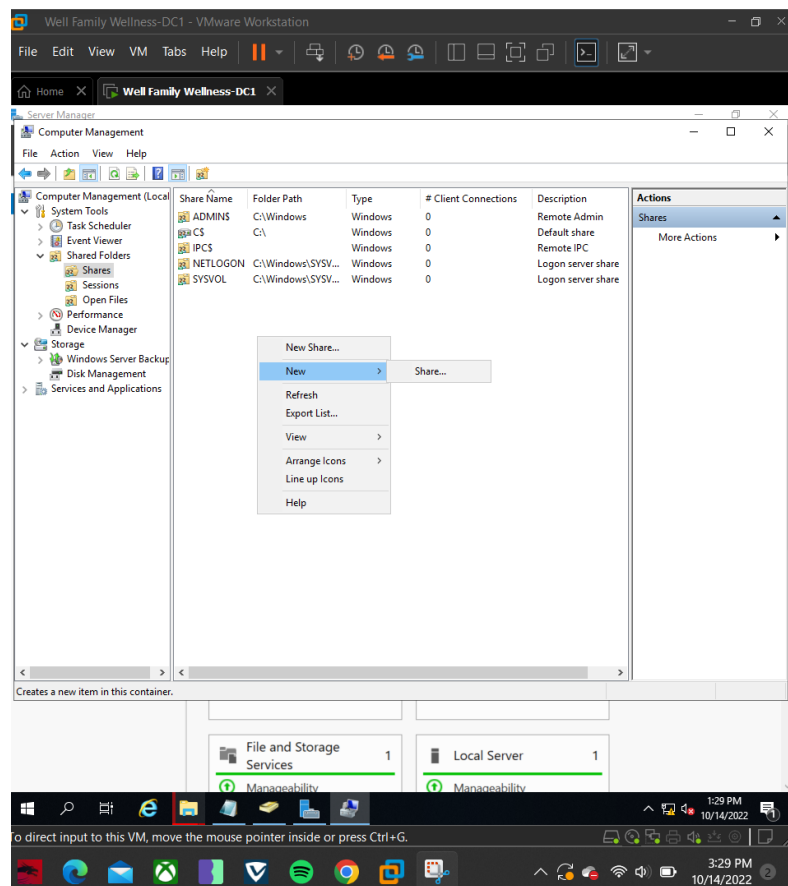 Well Family Wellness-DC1 - VMware Workstation
File Edit View VM Tabs Help
Home
Well Family Wellness-DC1
Server Manager
Computer Management
File Action View Help
Computer Management (Local
System Tools
Task Scheduler
Event Viewer
Shared Folders
Shares
Sessions
Open Files
Performance
Device Manager
Storage
Windows Server Backup
Disk Management
Services and Applications
Share Name Folder Path Type # Client Connections Description
ADMIN$ C:\Windows Windows 0 Remote Admin
C$ C:\ Windows 0 Default share
IPC$ Windows 0 Remote IPC
NETLOGON C:\Windows\SYSV... Windows 0 Logon server share
SYSVOL C:\Windows\SYSV... Windows 0 Logon server share
Actions
Shares
More Actions
New Share...
New
Share...
Refresh
Export List...
View
Arrange Icons
Line up Icons
Help
Creates a new item in this container.
File and Storage
Services
1
Local Server
1
Manageability
Manageability
1:29 PM
10/14/2022
1
To direct input to this VM, move the mouse pointer inside or press Ctrl+G.
3:29 PM
10/14/2022
2